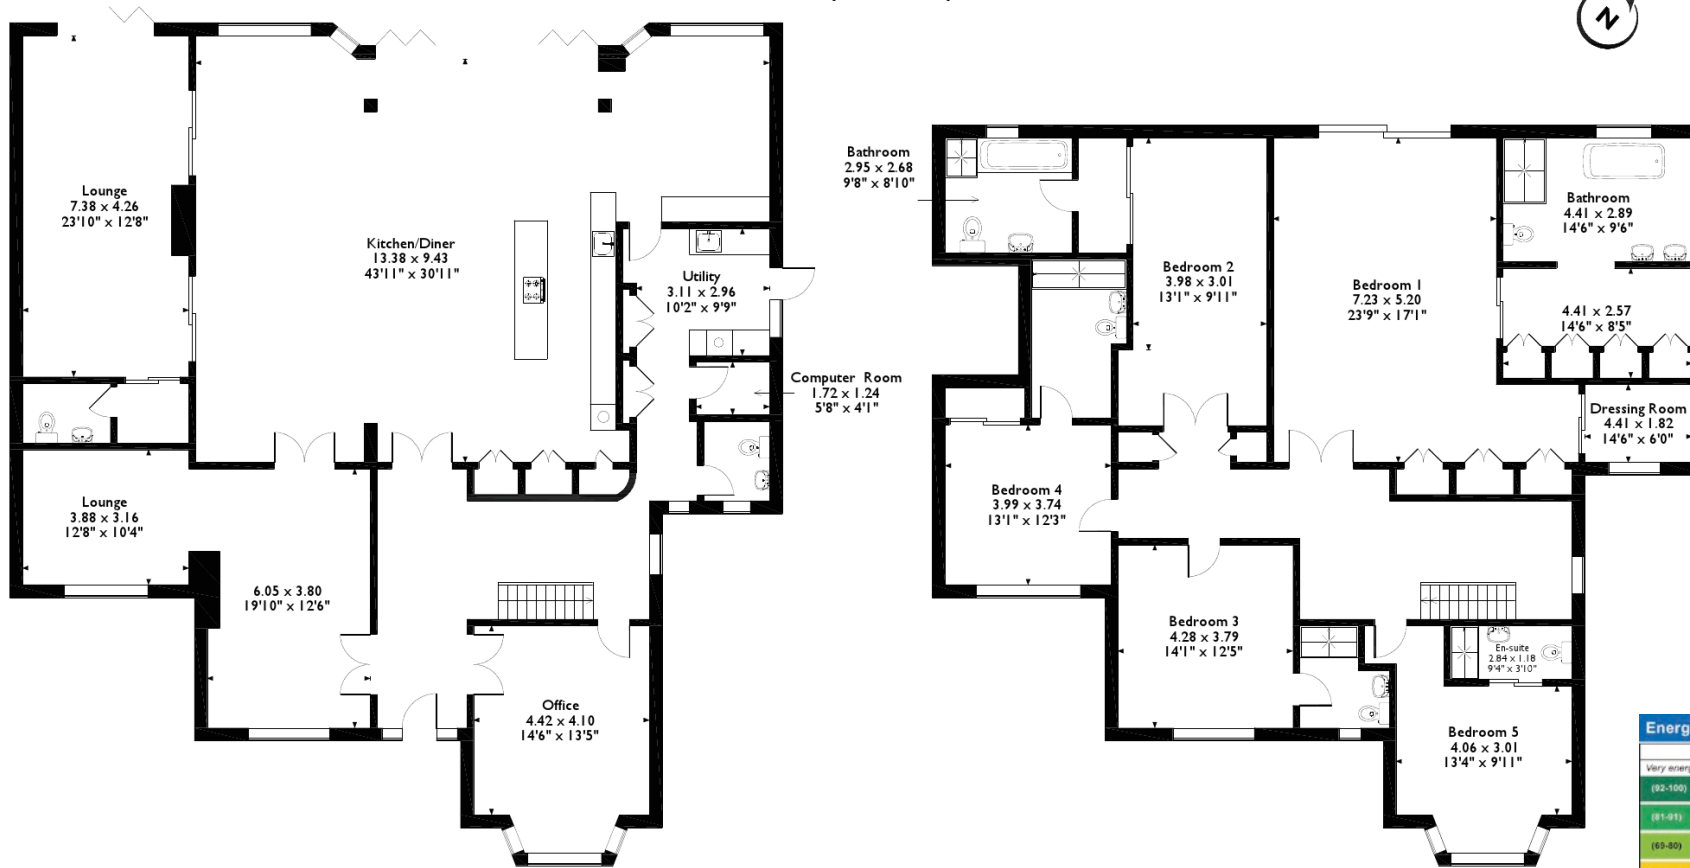 N
Lounge
7.38 x 4.26
23'10" x 12'8"
Kitchen/Diner
13.38 x 9.43
43'11" x 30'11"
Utility
3.11 x 2.96
10'2" x 9'9"
Computer Room
1.72 x 1.24
5'8" x 4'1"
Lounge
3.88 x 3.16
12'8" x 10'4"
6.05 x 3.80
19'10" x 12'6"
Office
4.42 x 4.10
14'6" x 13'5"
Bathroom
2.95 x 2.68
9'8" x 8'10"
Bedroom 2
3.98 x 3.01
13'1" x 9'11"
Bedroom 1
7.23 x 5.20
23'9" x 17'1"
Bathroom
4.41 x 2.89
14'6" x 9'6"
4.41 x 2.57
14'6" x 8'5"
Dressing Room
4.41 x 1.82
14'6" x 6'0"
Bedroom 4
3.99 x 3.74
13'1" x 12'3"
Bedroom 3
4.28 x 3.79
14'1" x 12'5"
En-suite
2.84 x 1.18
9'4" x 3'10"
Bedroom 5
4.06 x 3.01
13'4" x 9'11"
Energ
Very energ
(92-100)
(81-91)
(69-80)